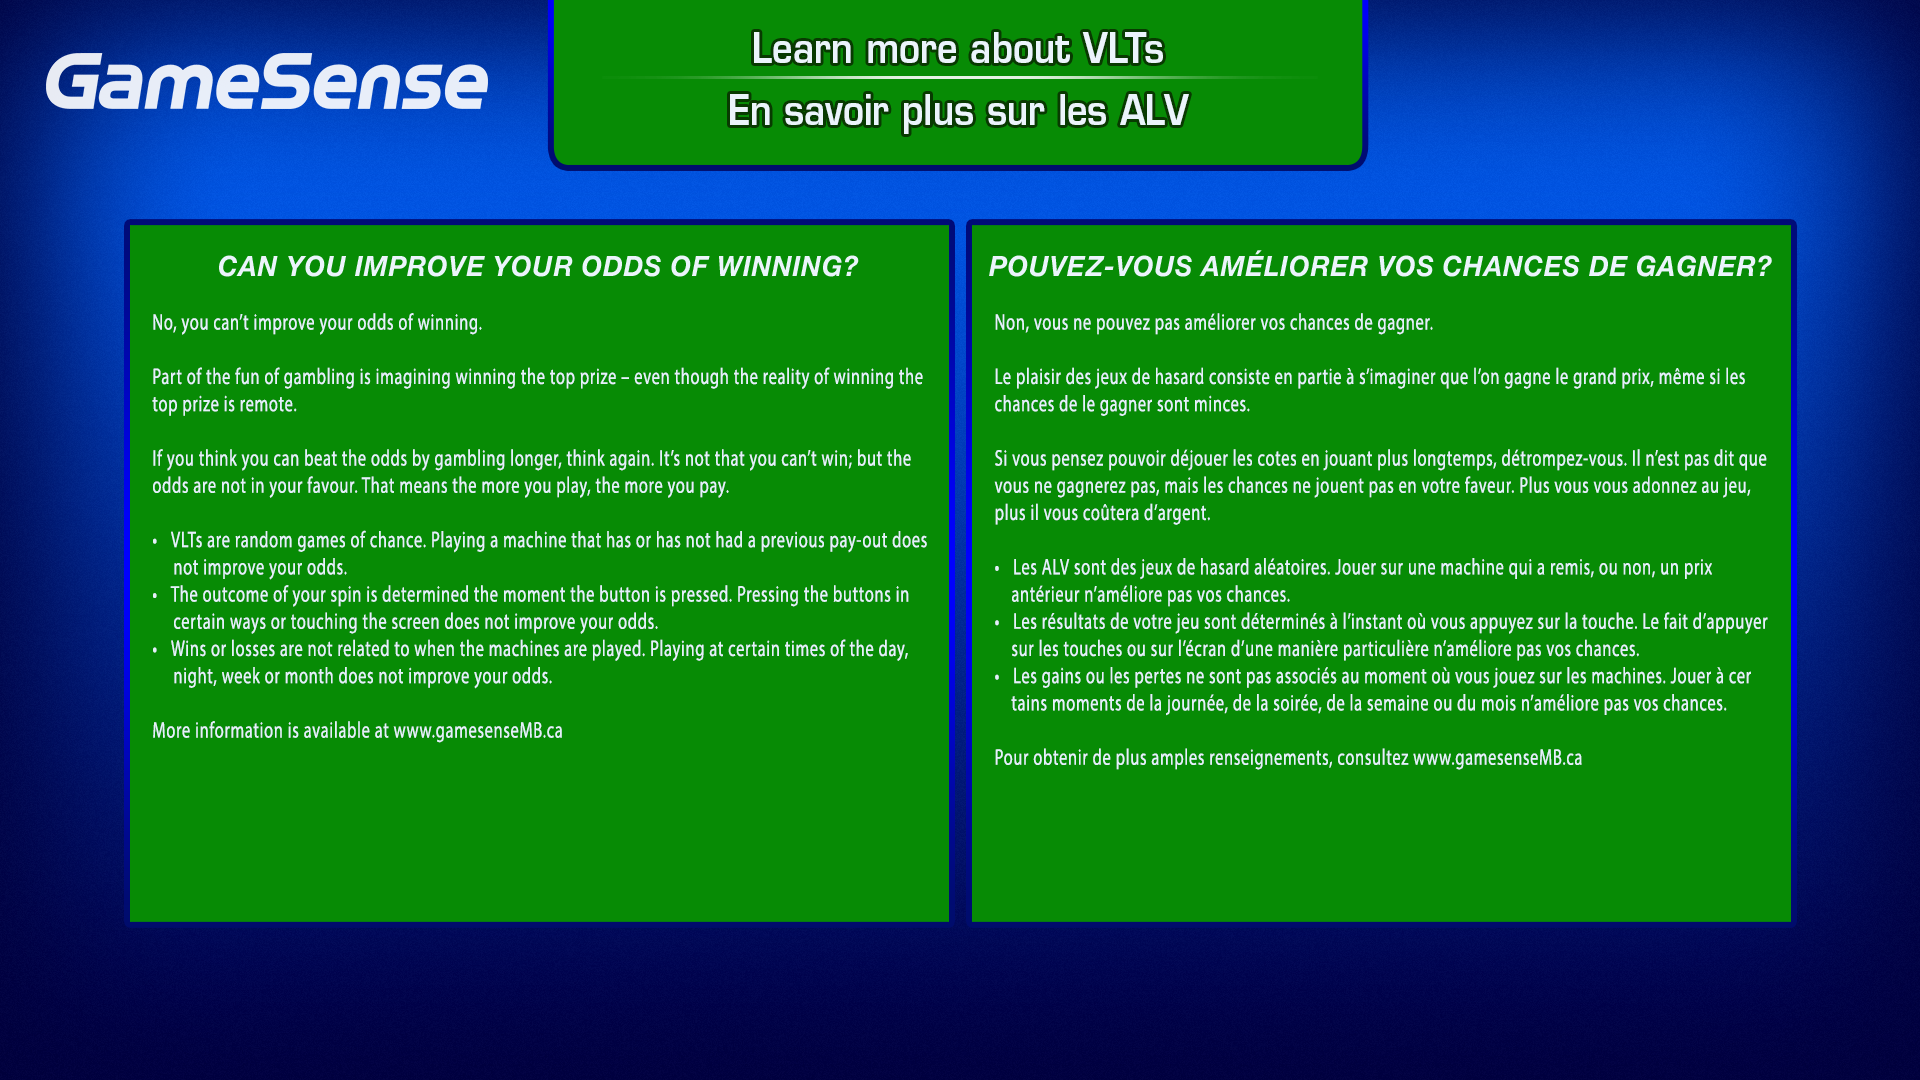 GameSense
Learn more about VLTs
En savoir plus sur les ALV
CAN YOU IMPROVE YOUR ODDS OF WINNING?
No, you can’t improve your odds of winning.
Part of the fun of gambling is imagining winning the top prize – even though the reality of winning the
top prize is remote.
If you think you can beat the odds by gambling longer, think again. It’s not that you can’t win; but the
odds are not in your favour. That means the more you play, the more you pay.
• VLTs are random games of chance. Playing a machine that has or has not had a previous pay-out does
not improve your odds.
• The outcome of your spin is determined the moment the button is pressed. Pressing the buttons in
certain ways or touching the screen does not improve your odds.
• Wins or losses are not related to when the machines are played. Playing at certain times of the day,
night, week or month does not improve your odds.
More information is available at www.gamesenseMB.ca
POUVEZ-VOUS AMÉLIORER VOS CHANCES DE GAGNER?
Non, vous ne pouvez pas améliorer vos chances de gagner.
Le plaisir des jeux de hasard consiste en partie à s’imaginer que l’on gagne le grand prix, même si les
chances de le gagner sont minces.
Si vous pensez pouvoir déjouer les cotes en jouant plus longtemps, détrompez-vous. Il n’est pas dit que
vous ne gagnerez pas, mais les chances ne jouent pas en votre faveur. Plus vous vous adonnez au jeu,
plus il vous coûtera d’argent.
• Les ALV sont des jeux de hasard aléatoires. Jouer sur une machine qui a remis, ou non, un prix
antérieur n’améliore pas vos chances.
• Les résultats de votre jeu sont déterminés à l’instant où vous appuyez sur la touche. Le fait d’appuyer
sur les touches ou sur l’écran d’une manière particulière n’améliore pas vos chances.
• Les gains ou les pertes ne sont pas associés au moment où vous jouez sur les machines. Jouer à cer
tains moments de la journée, de la soirée, de la semaine ou du mois n’améliore pas vos chances.
Pour obtenir de plus amples renseignements, consultez www.gamesenseMB.ca